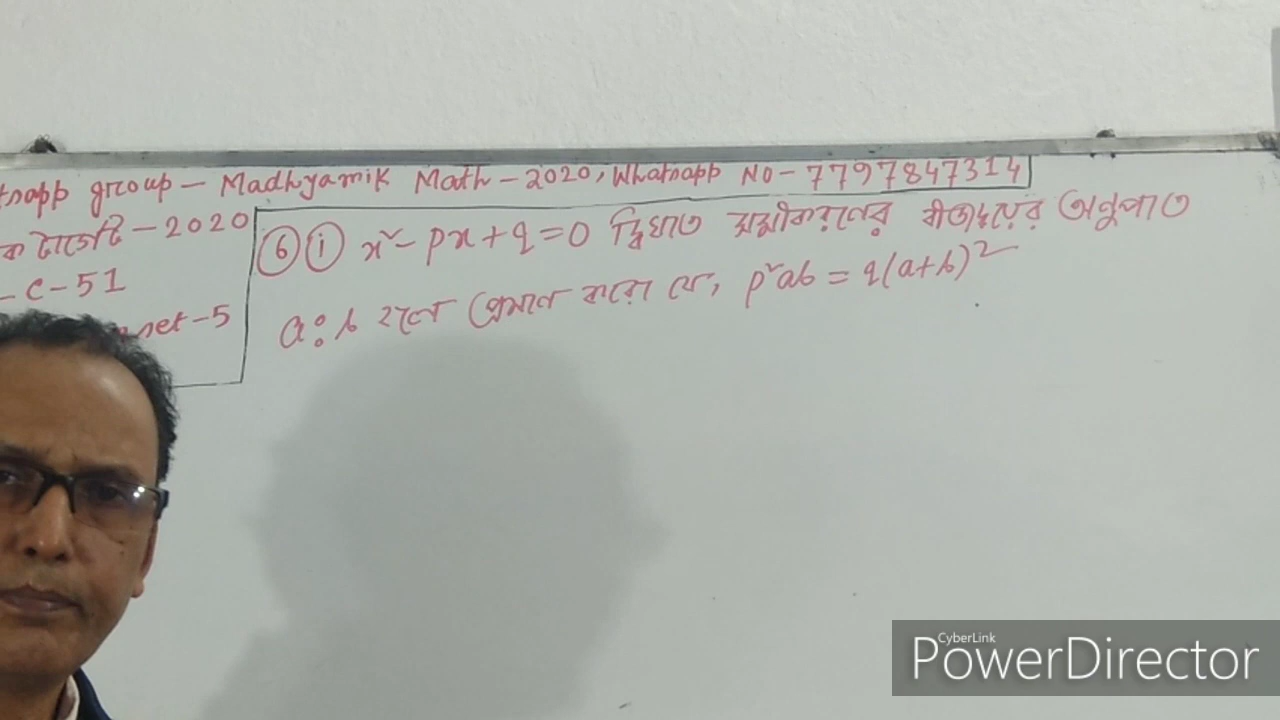 group - Madhyamik Math - 2020, Whatsapp No - 7797847314
টার্জেট - 2020
- C - 51
set - 5
6 i x² - px + q = 0 দ্বিঘাত সমীকরণের বীজদ্বয়ের অনুপাত
a : b হলে প্রমাণ করো যে, p²ab = q(a+b)²
CyberLink
PowerDirector